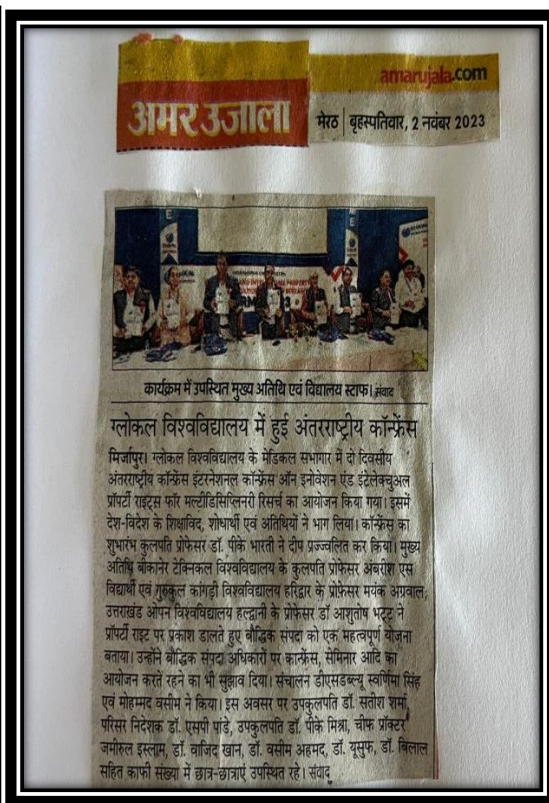 amarujala.com
अमर उजाला
मेरठ | बृहस्पतिवार, 2 नवंबर 2023
कार्यक्रम में उपस्थित मुख्य अतिथि एवं विद्यालय स्टाफ। संवाद
ग्लोकल विश्वविद्यालय में हुई अंतरराष्ट्रीय कॉन्फ्रेंस
मिर्जापुर। ग्लोकल विश्वविद्यालय के मेडिकल सभागार में दो दिवसीय
अंतरराष्ट्रीय कॉन्फ्रेंस इंटरनेशनल कॉन्फ्रेंस ऑन इनोवेशन एंड इंटेलेक्चुअल
प्रॉपर्टी राइट्स फॉर मल्टीडिसिप्लिनरी रिसर्च का आयोजन किया गया। इसमें
देश-विदेश के शिक्षाविद, शोधार्थी एवं अतिथियों ने भाग लिया। कॉन्फ्रेंस का
शुभारंभ कुलपति प्रोफेसर डॉ. पीके भारती ने दीप प्रज्ज्वलित कर किया। मुख्य
अतिथि बीकानेर टेक्निकल विश्वविद्यालय के कुलपति प्रोफेसर अंबरीश एस
विद्यार्थी एवं गुरुकुल कांगड़ी विश्वविद्यालय हरिद्वार के प्रोफेसर मयंक अग्रवाल,
उत्तराखंड ओपन विश्वविद्यालय हल्द्वानी के प्रोफेसर डॉ आशुतोष भट्ट ने
प्रॉपर्टी राइट पर प्रकाश डालते हुए बौद्धिक संपदा को एक महत्वपूर्ण योजना
बताया। उन्होंने बौद्धिक संपदा अधिकारों पर कान्फ्रेंस, सेमिनार आदि का
आयोजन करते रहने का भी सुझाव दिया। संचालन डीएसडब्ल्यू स्वर्णिमा सिंह
एवं मोहम्मद वसीम ने किया। इस अवसर पर उपकुलपति डॉ. सतीश शर्मा,
परिसर निदेशक डॉ. एसपी पांडे, उपकुलपति डॉ. पीके मिश्रा, चीफ प्रॉक्टर
जमीरुल इस्लाम, डॉ. वाजिद खान, डॉ. वसीम अहमद, डॉ. यूसुफ, डॉ. बिलाल
सहित काफी संख्या में छात्र-छात्राएं उपस्थित रहे। संवाद